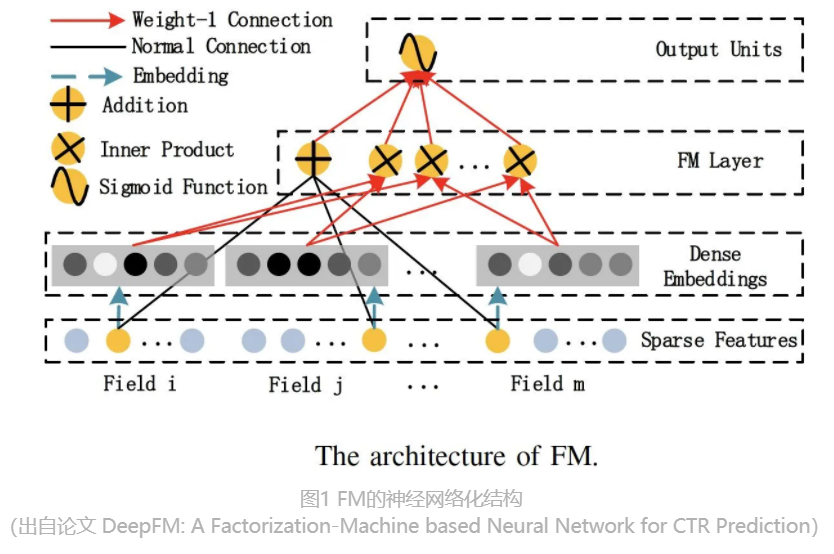 Weight-1 Connection
Normal Connection
Embedding
Addition
Inner Product
Sigmoid Function
Output Units
...
FM Layer
...
Dense
Embeddings
... ... ... ...
Sparse Features
Field i Field j ... Field m
The architecture of FM.
图1 FM的神经网络化结构
(出自论文 DeepFM: A Factorization-Machine based Neural Network for CTR Prediction)